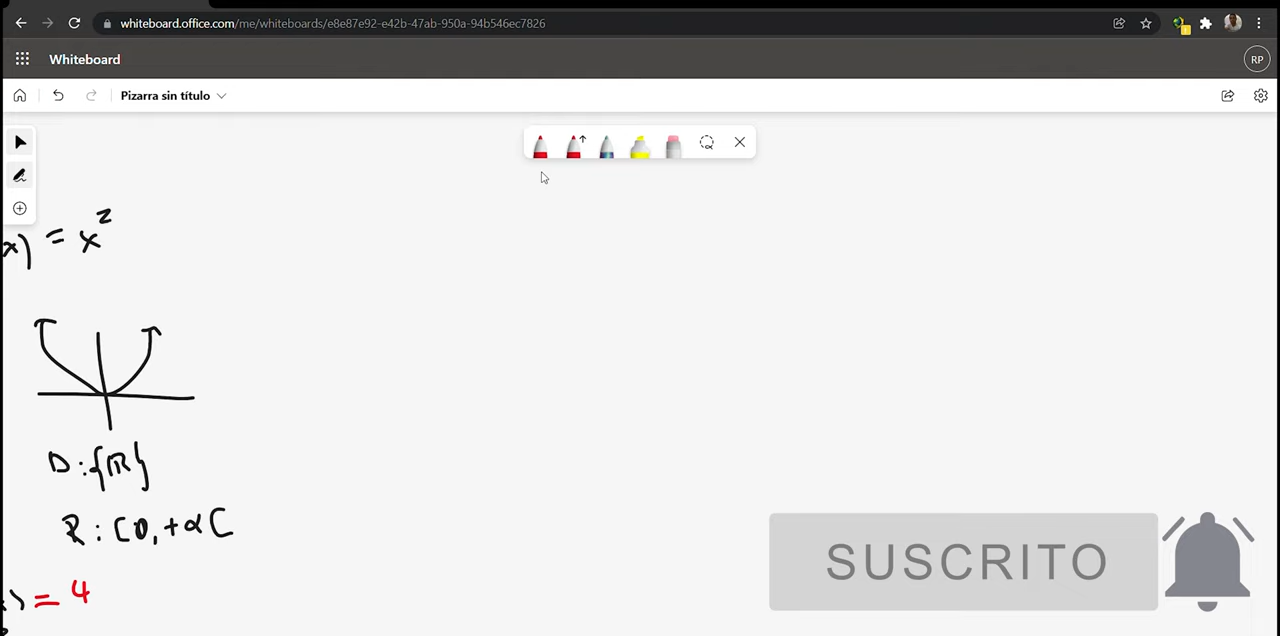 whiteboard.office.com/me/whiteboards/e8e87e92-e42b-47ab-950a-94b546ec7826
Whiteboard
RP
Pizarra sin título
x) = x²
D : {ℝ}
R : [0, +α[
) = 4
SUSCRITO